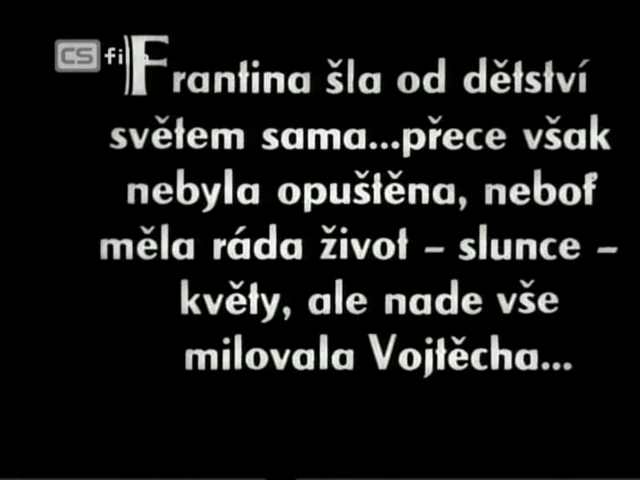 CS film
Frantina šla od dětství
světem sama...přece však
nebyla opuštěna, neboť
měla ráda život – slunce –
květy, ale nade vše
milovala Vojtěcha...